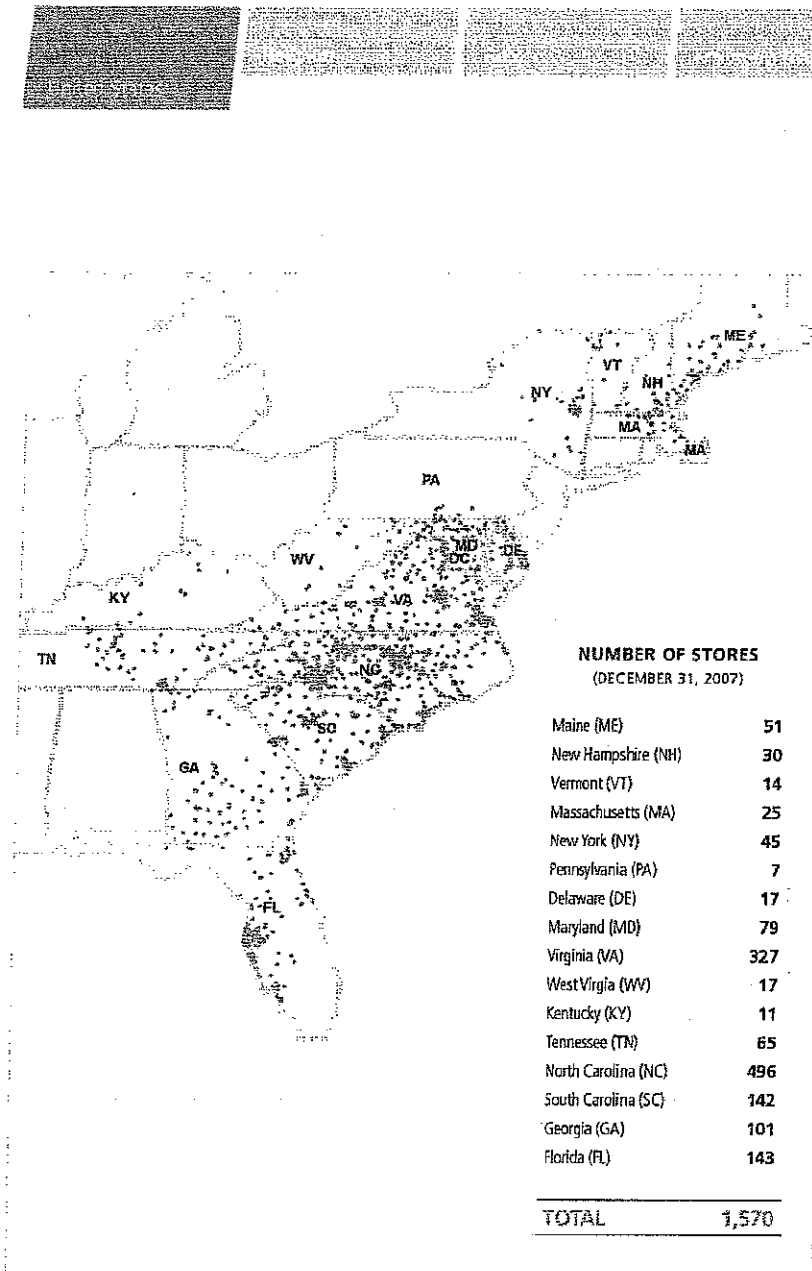 ME
VT
NH
NY
MA
MA
PA
MD
DE
DC
WV
VA
KY
TN
NC
SC
GA
FL
NUMBER OF STORES
(DECEMBER 31, 2007)
Maine (ME) 51
New Hampshire (NH) 30
Vermont (VT) 14
Massachusetts (MA) 25
New York (NY) 45
Pennsylvania (PA) 7
Delaware (DE) 17
Maryland (MD) 79
Virginia (VA) 327
West Virgia (WV) 17
Kentucky (KY) 11
Tennessee (TN) 65
North Carolina (NC) 496
South Carolina (SC) 142
Georgia (GA) 101
Florida (FL) 143
TOTAL 1,570